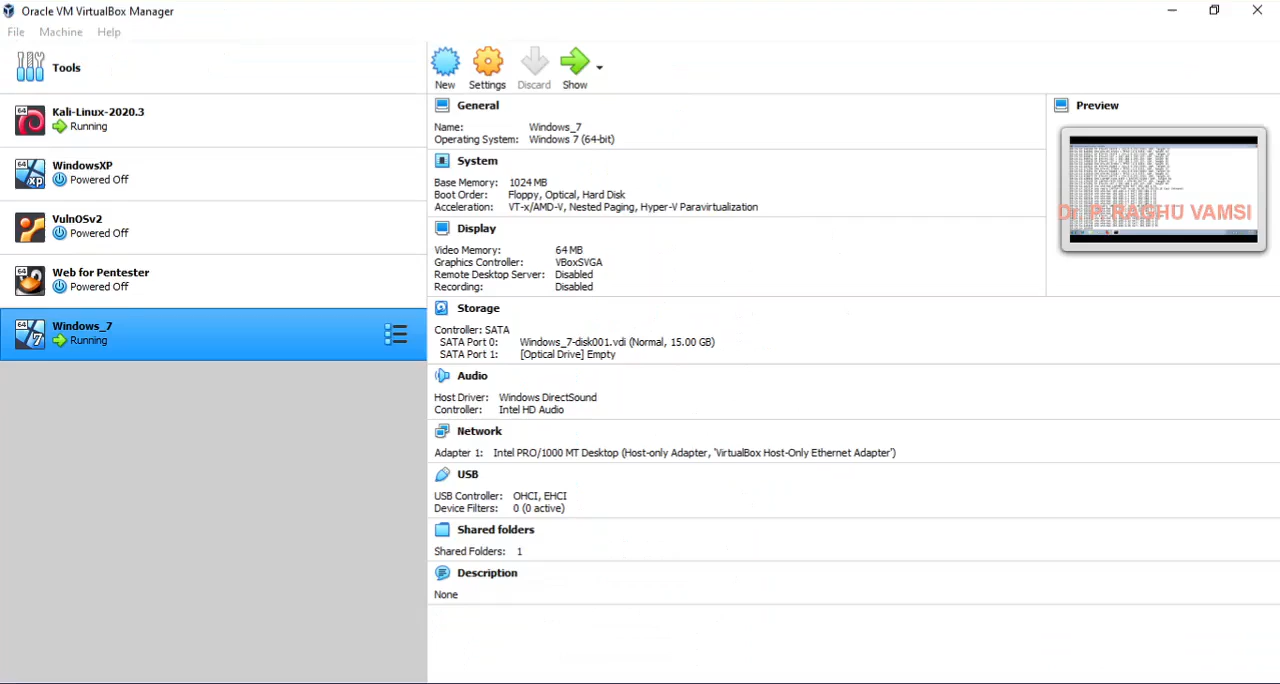 Oracle VM VirtualBox Manager
File Machine Help
Tools
64 Kali-Linux-2020.3
Running
64 WindowsXP
XP Powered Off
64 VulnOSv2
Powered Off
64 Web for Pentester
Powered Off
64 Windows_7
7 Running
New Settings Discard Show
General
Name: Windows_7
Operating System: Windows 7 (64-bit)
System
Base Memory: 1024 MB
Boot Order: Floppy, Optical, Hard Disk
Acceleration: VT-x/AMD-V, Nested Paging, Hyper-V Paravirtualization
Display
Video Memory: 64 MB
Graphics Controller: VBoxSVGA
Remote Desktop Server: Disabled
Recording: Disabled
Storage
Controller: SATA
SATA Port 0: Windows_7-disk001.vdi (Normal, 15.00 GB)
SATA Port 1: [Optical Drive] Empty
Audio
Host Driver: Windows DirectSound
Controller: Intel HD Audio
Network
Adapter 1: Intel PRO/1000 MT Desktop (Host-only Adapter, 'VirtualBox Host-Only Ethernet Adapter')
USB
USB Controller: OHCI, EHCI
Device Filters: 0 (0 active)
Shared folders
Shared Folders: 1
Description
None
Preview
Dr. P. RAGHU VAMSI